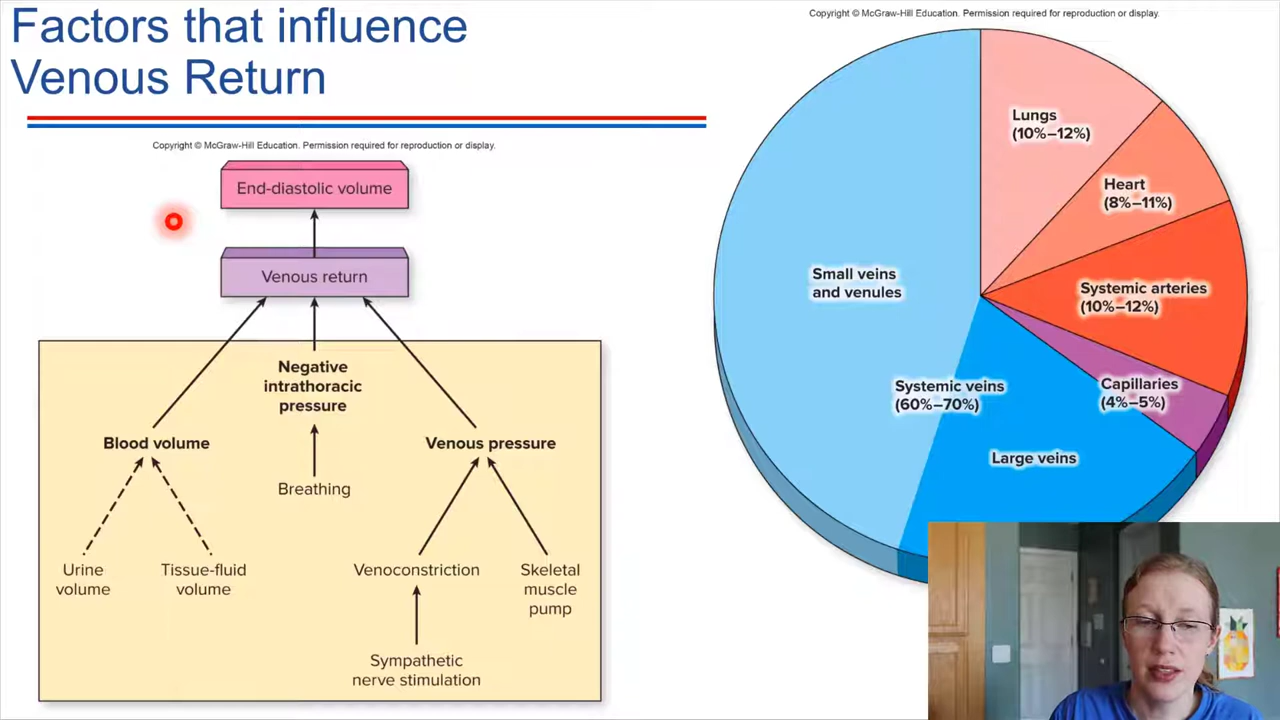 Factors that influence
Venous Return
Copyright © McGraw-Hill Education. Permission required for reproduction or display.
End-diastolic volume
Venous return
Negative
intrathoracic
pressure
Blood volume
Venous pressure
Breathing
Urine
volume
Tissue-fluid
volume
Venoconstriction
Skeletal
muscle
pump
Sympathetic
nerve stimulation
Copyright © McGraw-Hill Education. Permission required for reproduction or display.
Lungs
(10%–12%)
Heart
(8%–11%)
Small veins
and venules
Systemic arteries
(10%–12%)
Systemic veins
(60%–70%)
Capillaries
(4%–5%)
Large veins